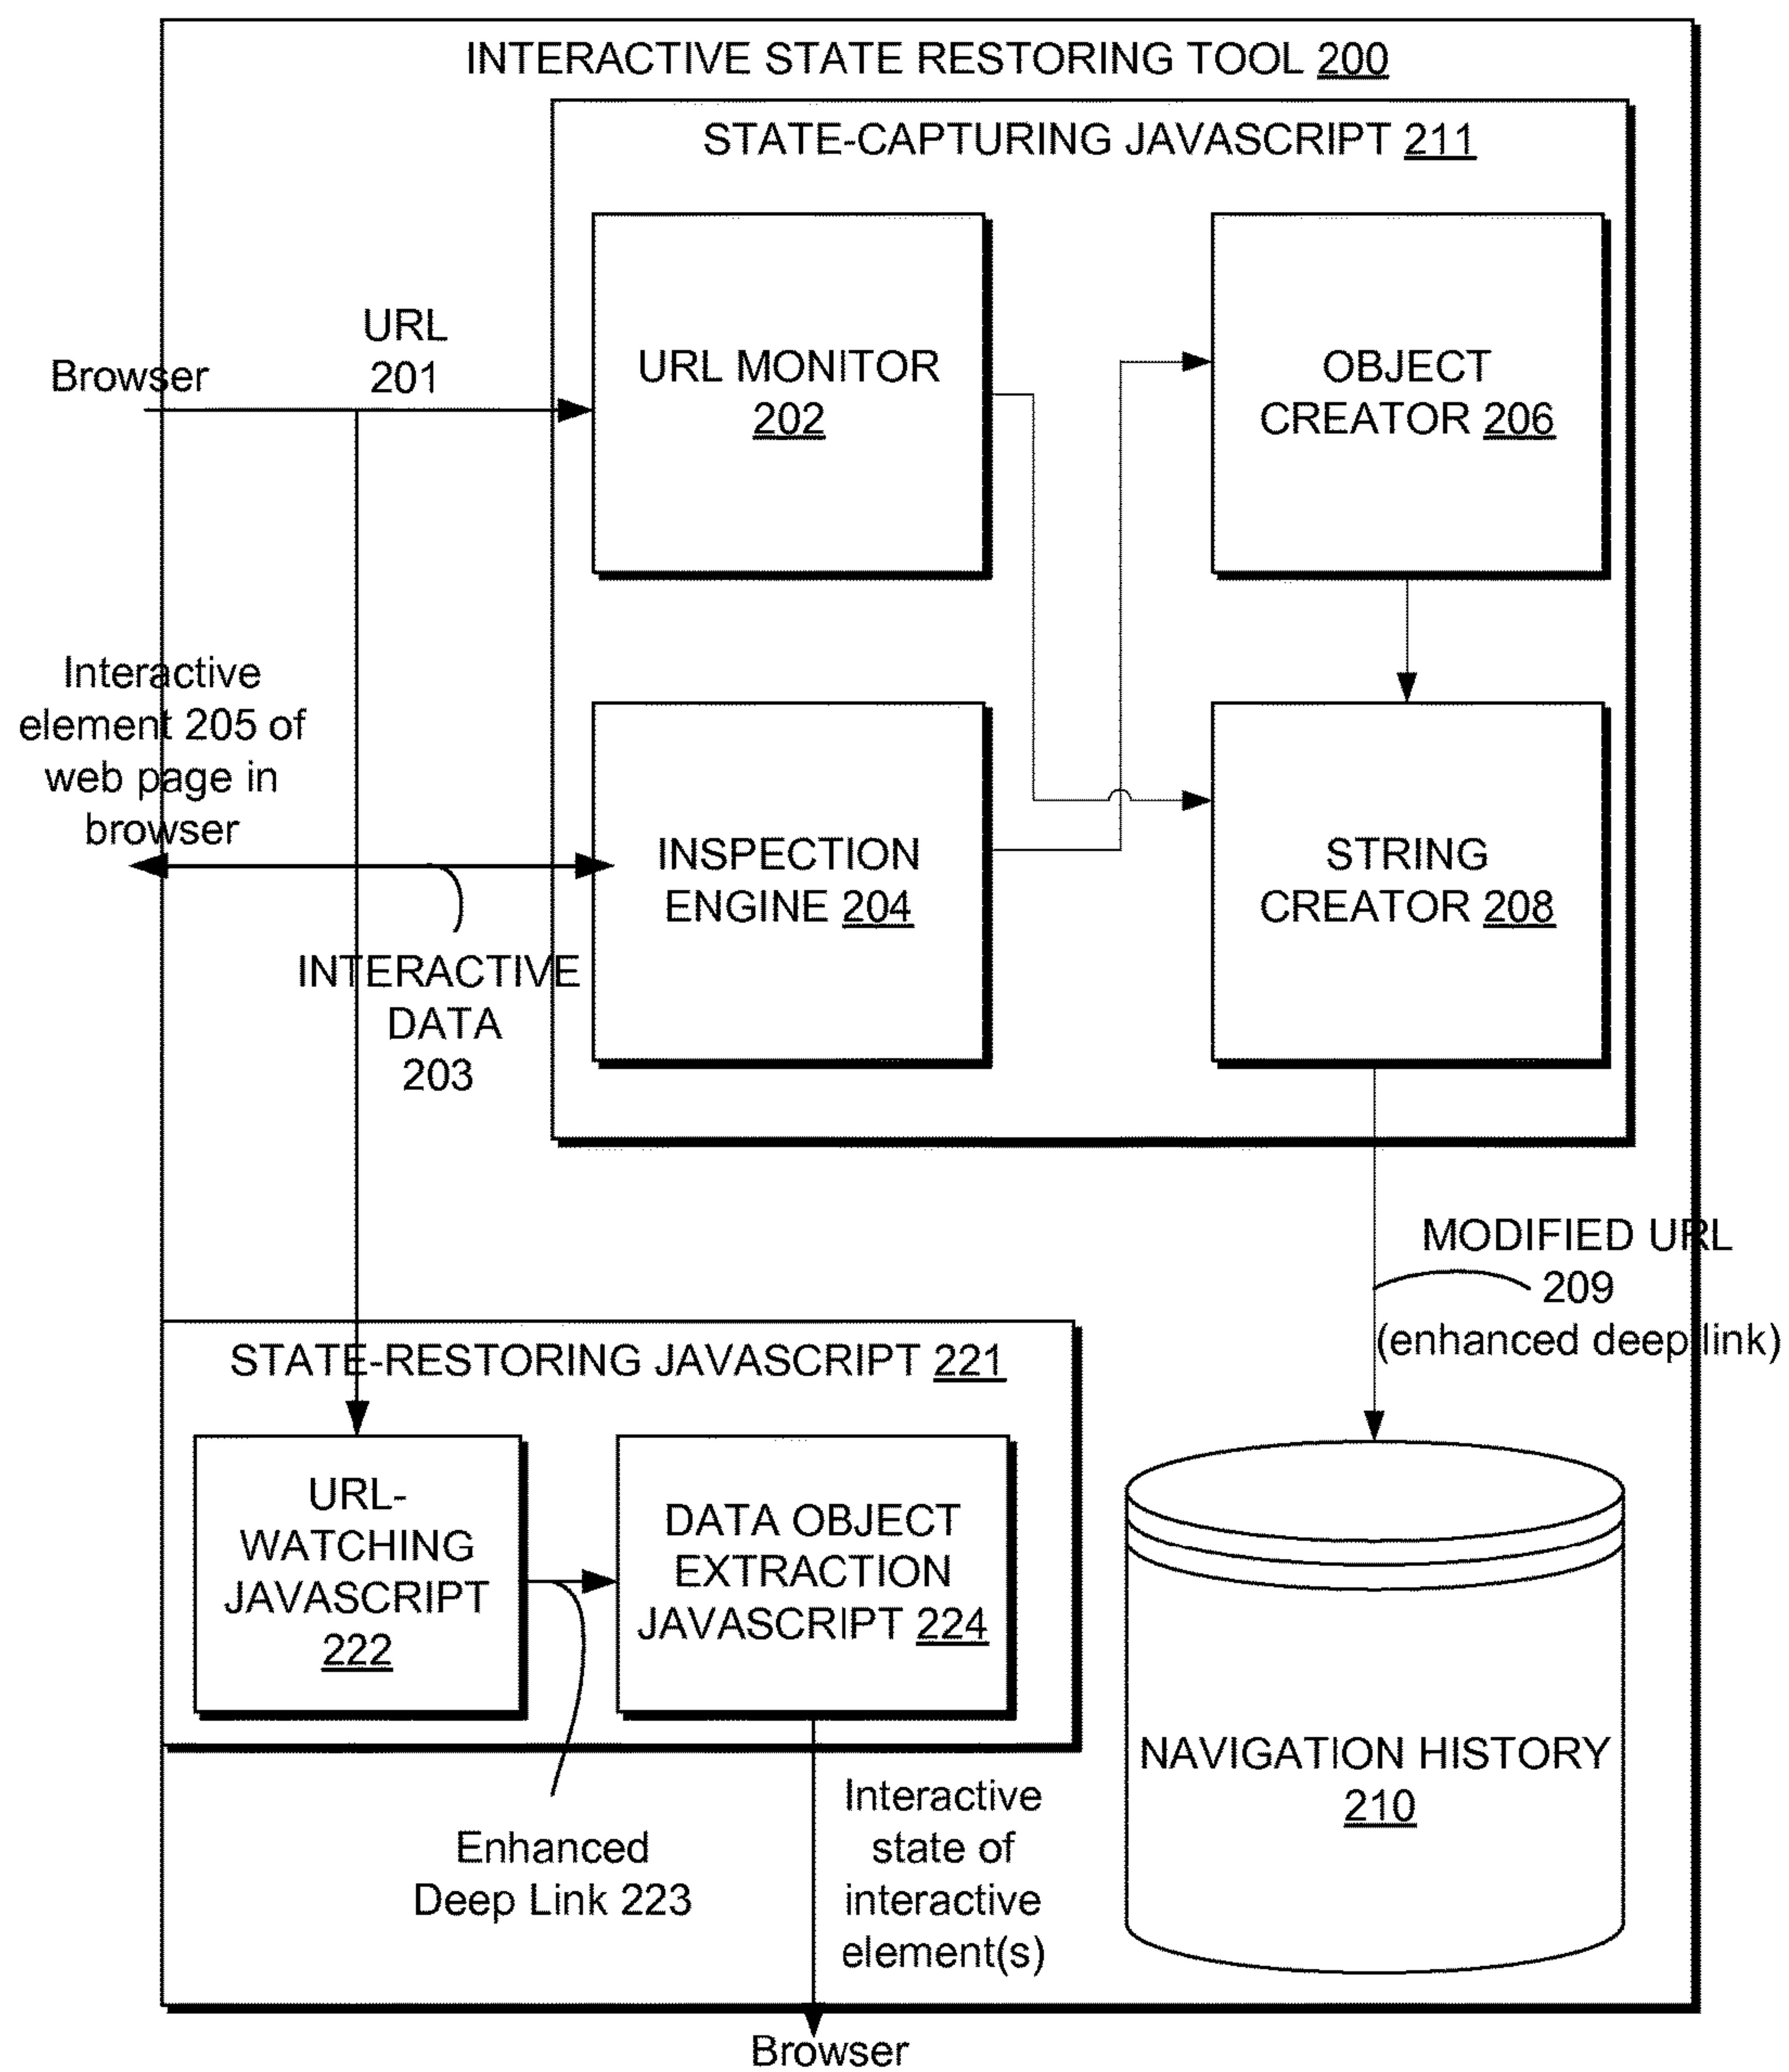 INTERACTIVE STATE RESTORING TOOL 200
STATE-CAPTURING JAVASCRIPT 211
URL
201
Browser
URL MONITOR
202
OBJECT
CREATOR 206
Interactive
element 205 of
web page in
browser
INSPECTION
ENGINE 204
STRING
CREATOR 208
INTERACTIVE
DATA
203
MODIFIED URL
209
(enhanced deep link)
STATE-RESTORING JAVASCRIPT 221
URL-
WATCHING
JAVASCRIPT
222
DATA OBJECT
EXTRACTION
JAVASCRIPT 224
Enhanced
Deep Link 223
Interactive
state of
interactive
element(s)
NAVIGATION HISTORY
210
Browser